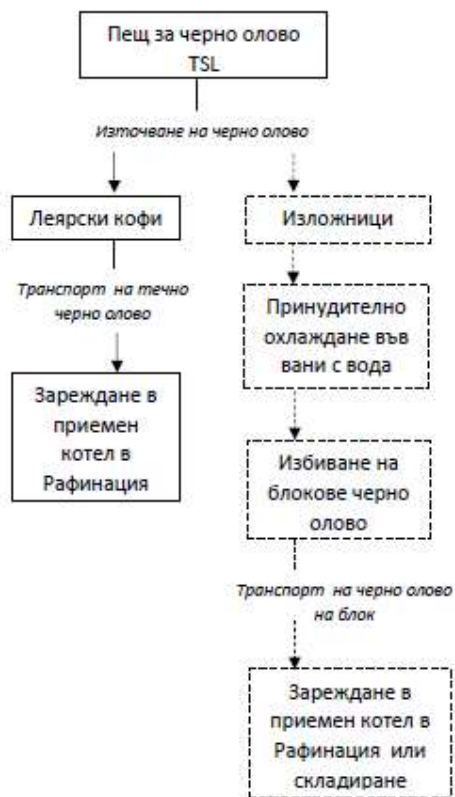 Пещ за черно олово
TSL
Източване на черно олово
Леярски кофи
Транспорт на течно
черно олово
Зареждане в
приемен
котел в
Рафинация
Изложници
Принудително
охлаждане във
вани с вода
Избиване на
блокове черно
олово
Транспорт на черно олово
на блок
Зареждане в
приемен котел в
Рафинация или
складиране